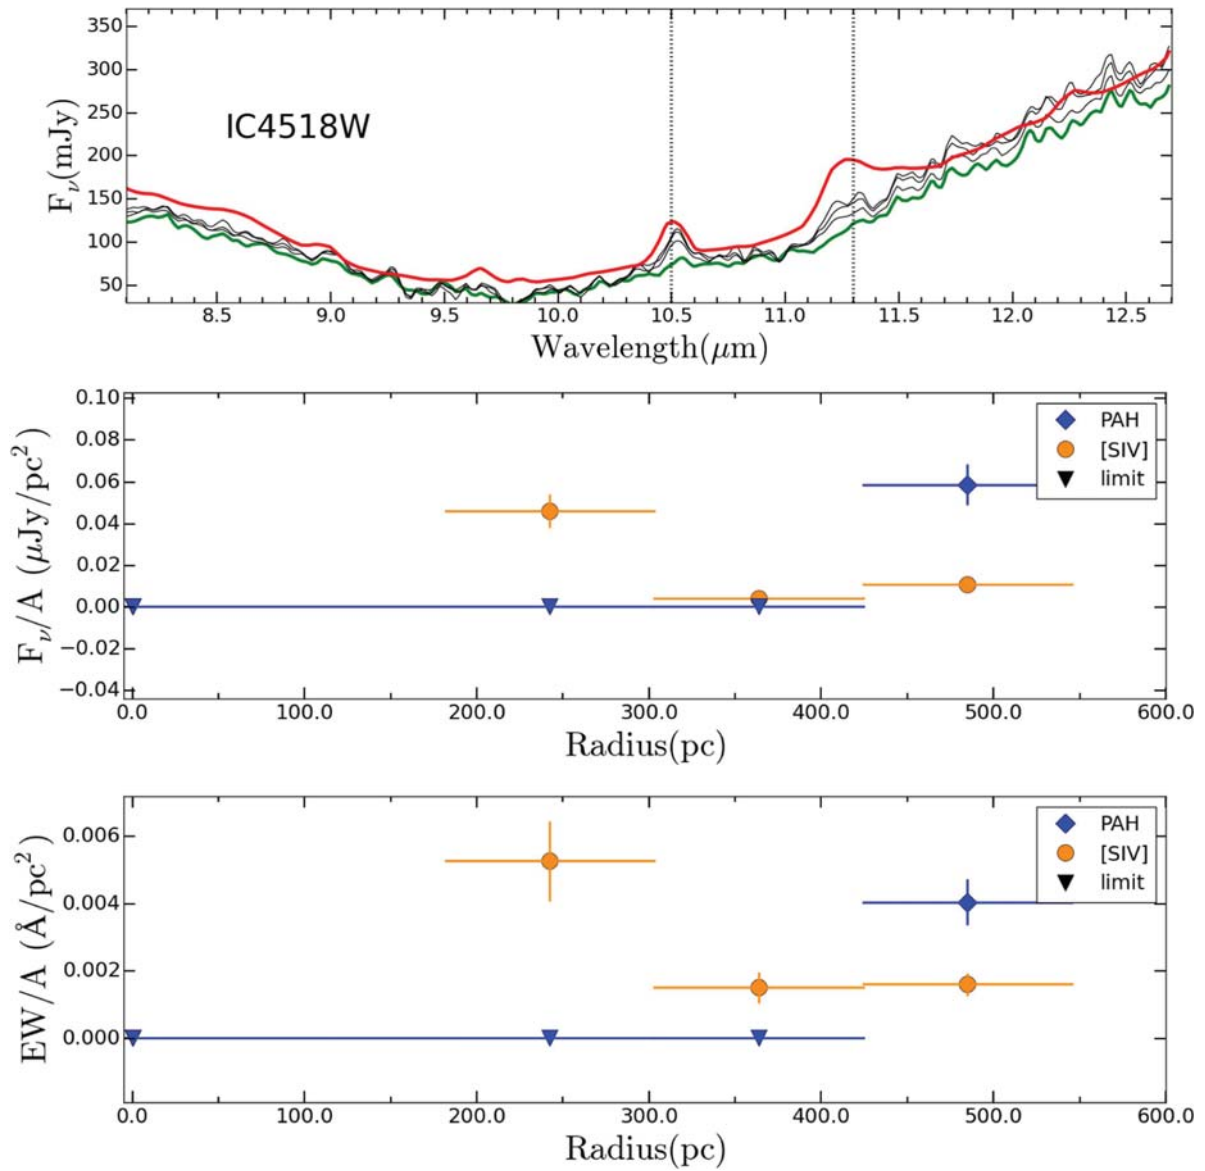 350
300
250
200
150
100
50
F_ν(mJy)
IC4518W
8.5 9.0 9.5 10.0 10.5 11.0 11.5 12.0 12.5
Wavelength(μm)
0.10
0.08
0.06
0.04
0.02
0.00
−0.02
−0.04
F_ν/A (μJy/pc²)
PAH
[SIV]
limit
0.0 100.0 200.0 300.0 400.0 500.0 600.0
Radius(pc)
0.006
0.004
0.002
0.000
EW/A (Å/pc²)
PAH
[SIV]
limit
0.0 100.0 200.0 300.0 400.0 500.0 600.0
Radius(pc)